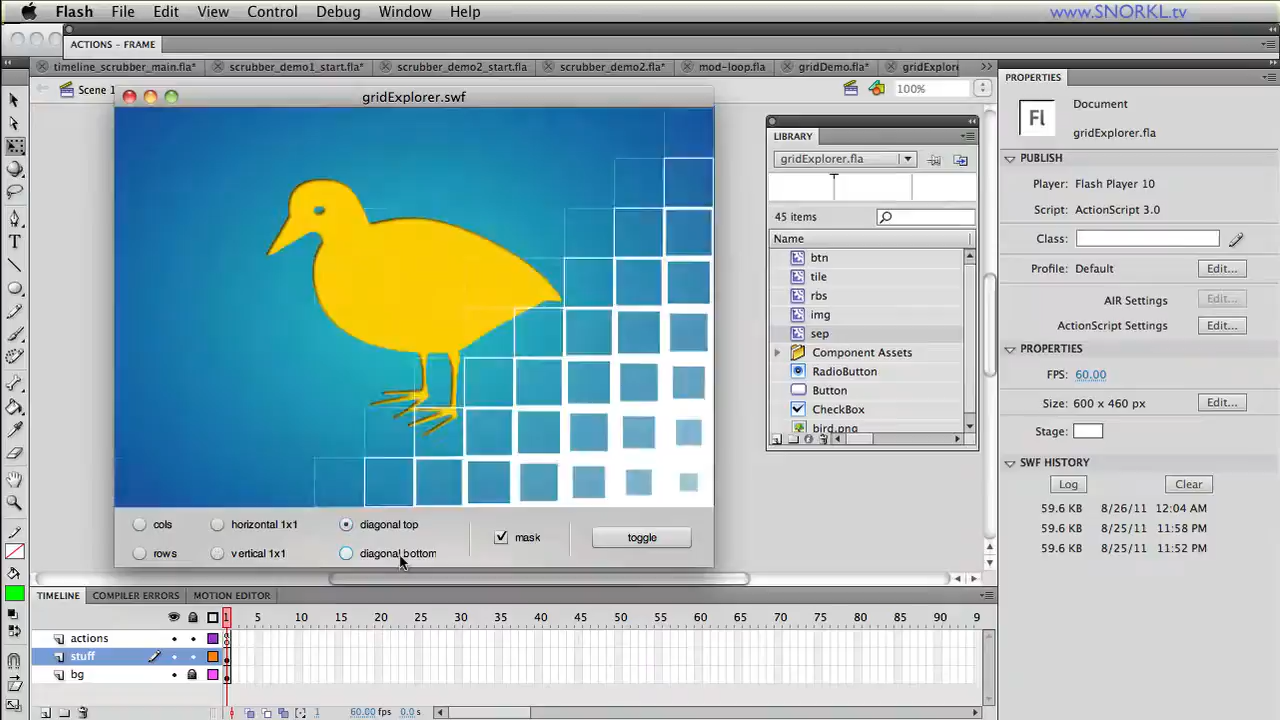 Flash File Edit View Control Debug Window Help www.SNORKL.tv
ACTIONS - FRAME
timeline_scrubber_main.fla* scrubber_demo1_start.fla* scrubber_demo2_start.fla scrubber_demo2.fla* mod-loop.fla gridDemo.fla* gridExplore
Scene 1 100%
gridExplorer.swf
cols horizontal 1x1 diagonal top
rows vertical 1x1 diagonal bottom
mask toggle
LIBRARY
gridExplorer.fla
45 items
Name
btn
tile
rbs
img
sep
Component Assets
RadioButton
Button
CheckBox
bird.png
PROPERTIES
Fl
Document
gridExplorer.fla
PUBLISH
Player: Flash Player 10
Script: ActionScript 3.0
Class:
Profile: Default Edit...
AIR Settings Edit...
ActionScript Settings Edit...
PROPERTIES
FPS: 60.00
Size: 600 x 460 px Edit...
Stage:
SWF HISTORY
Log Clear
59.6 KB 8/26/11 12:04 AM
59.6 KB 8/25/11 11:58 PM
59.6 KB 8/25/11 11:52 PM
TIMELINE COMPILER ERRORS MOTION EDITOR
1 5 10 15 20 25 30 35 40 45 50 55 60 65 70 75 80 85 90 9
actions
stuff
bg
1 60.00 fps 0.0 s